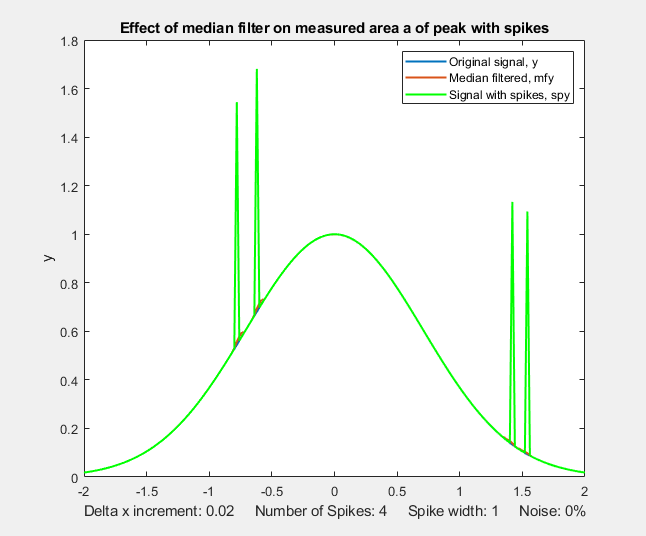 Effect of median filter on measured area a of peak with spikes
Original signal, y
Median filtered, mfy
Signal with spikes, spy
1.8
1.6
1.4
1.2
1
0.8
0.6
0.4
0.2
0
y
-2 -1.5 -1 -0.5 0 0.5 1 1.5 2
Delta x increment: 0.02 Number of Spikes: 4 Spike width: 1 Noise: 0%